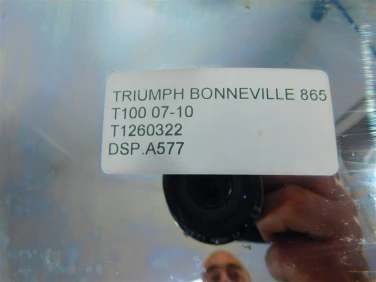 TRIUMPH BONNEVILLE 865
T100 07-10
T1260322
DSP.A577